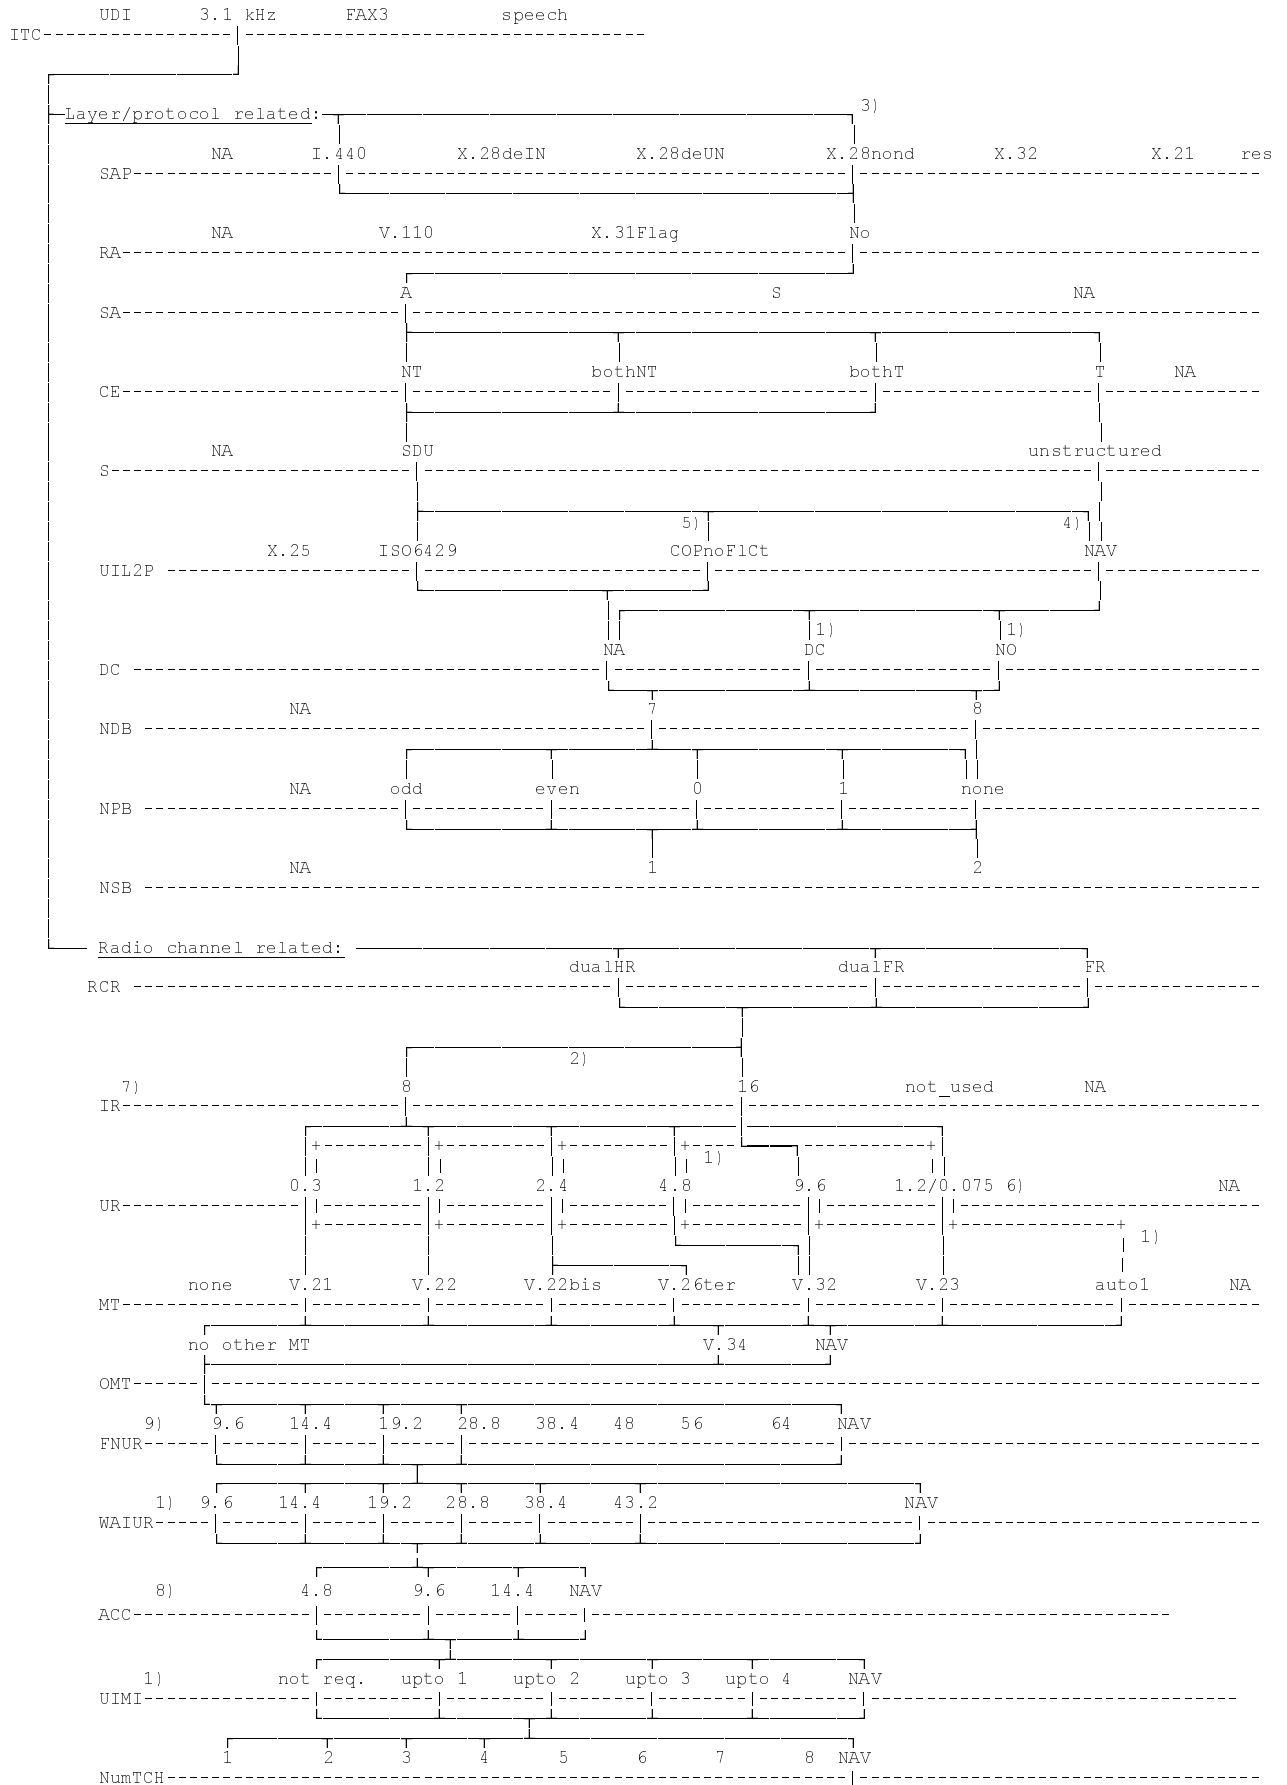 UDI 3.1 kHz FAX3 speech
ITC
3)
Layer/protocol related:
NA I.440 X.28deIN X.28deUN X.28nond X.32 X.21 res
SAP
NA V.110 X.31Flag No
RA
A S NA
SA
NT bothNT bothT T NA
CE
NA SDU unstructured
S
5) 4)
X.25 ISO6429 COPnoFlCt NAV
UIL2P
1) 1)
NA DC NO
DC
NA 7 8
NDB
NA odd even 0 1 none
NPB
NA 1 2
NSB
Radio channel related:
dualHR dualFR FR
RCR
2)
7) 8 16 not_used NA
IR
1)
0.3 1.2 2.4 4.8 9.6 1.2/0.075 6) NA
UR
1)
none V.21 V.22 V.22bis V.26ter V.32 V.23 auto1 NA
MT
no other MT V.34 NAV
OMT
9) 9.6 14.4 19.2 28.8 38.4 48 56 64 NAV
FNUR
1) 9.6 14.4 19.2 28.8 38.4 43.2 NAV
WAIUR
8) 4.8 9.6 14.4 NAV
ACC
1) not req. upto 1 upto 2 upto 3 upto 4 NAV
UIMI
1 2 3 4 5 6 7 8 NAV
NumTCH